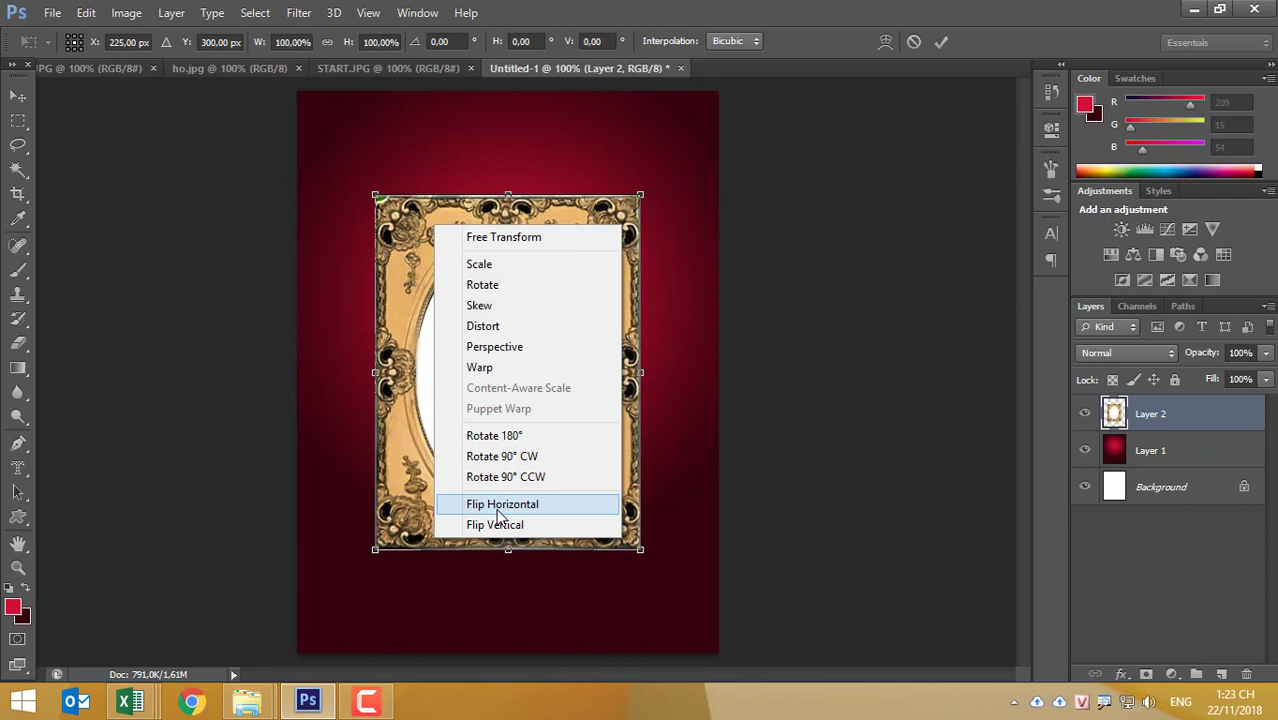 Ps File Edit Image Layer Type Select Filter 3D View Window Help
X: 225,00 px Y: 300,00 px W: 100,00% H: 100,00% 0,00 ° H: 0,00 ° V: 0,00 ° Interpolation: Bicubic Essentials
JPG @ 100% (RGB/8#) × ho.jpg @ 100% (RGB/8) × START.JPG @ 100% (RGB/8#) × Untitled-1 @ 100% (Layer 2, RGB/8) * ×
Color Swatches
R 209
G 15
B 54
Adjustments Styles
Add an adjustment
Free Transform
Scale
Rotate
Skew
Distort
Perspective
Warp
Content-Aware Scale
Puppet Warp
Rotate 180°
Rotate 90° CW
Rotate 90° CCW
Flip Horizontal
Flip Vertical
Layers Channels Paths
Kind
Normal Opacity: 100%
Lock: Fill: 100%
Layer 2
Layer 1
Background
Doc: 791,0K/1,61M
Ps
ENG
1:23 CH
22/11/2018